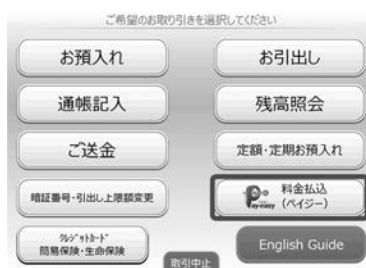 ご希望のお取り引きを選択してください
お預入れ
お引出し
通帳記入
残高照会
ご送金
定額・定期お預入れ
暗証番号・引出し上限額変更
Pay-easy
料金払込
(ペイジー)
クレジットカード
簡易保険・生命保険
取引中止
English Guide